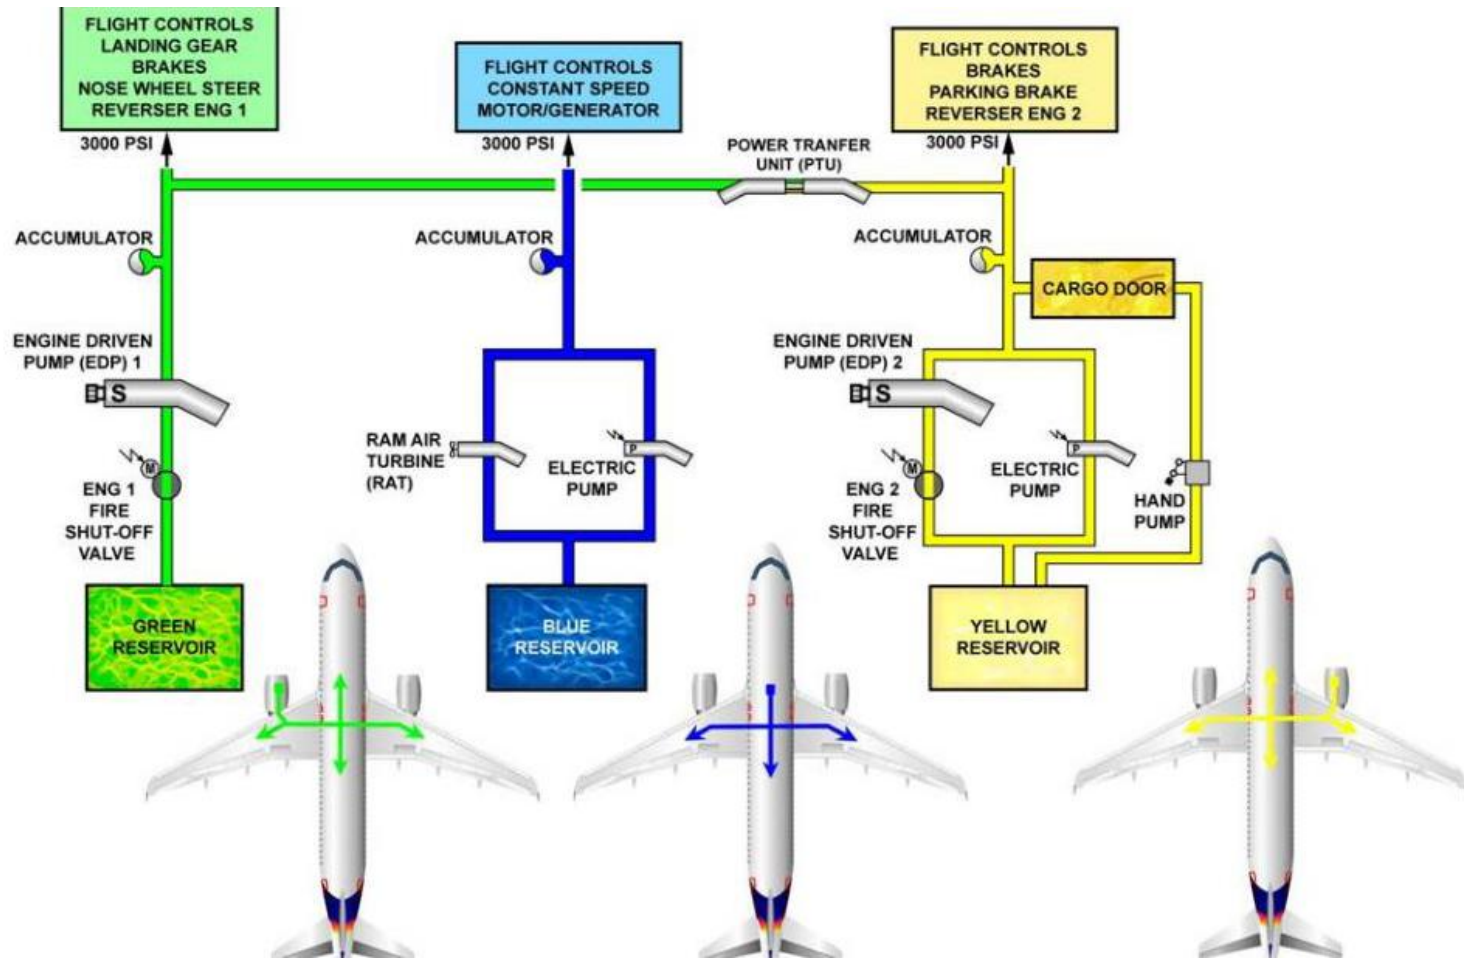 FLIGHT CONTROLS
LANDING GEAR
BRAKES
NOSE WHEEL STEER
REVERSER ENG 1
3000 PSI
FLIGHT CONTROLS
CONSTANT SPEED
MOTOR/GENERATOR
3000 PSI
FLIGHT CONTROLS
BRAKES
PARKING BRAKE
REVERSER ENG 2
3000 PSI
POWER TRANFER
UNIT (PTU)
ACCUMULATOR
ACCUMULATOR
ACCUMULATOR
CARGO DOOR
ENGINE DRIVEN
PUMP (EDP) 1
S
ENGINE DRIVEN
PUMP (EDP) 2
S
RAM AIR
TURBINE
(RAT)
P
ELECTRIC
PUMP
P
ELECTRIC
PUMP
M
ENG 1
FIRE
SHUT-OFF
VALVE
M
ENG 2
FIRE
SHUT-OFF
VALVE
HAND
PUMP
GREEN
RESERVOIR
BLUE
RESERVOIR
YELLOW
RESERVOIR